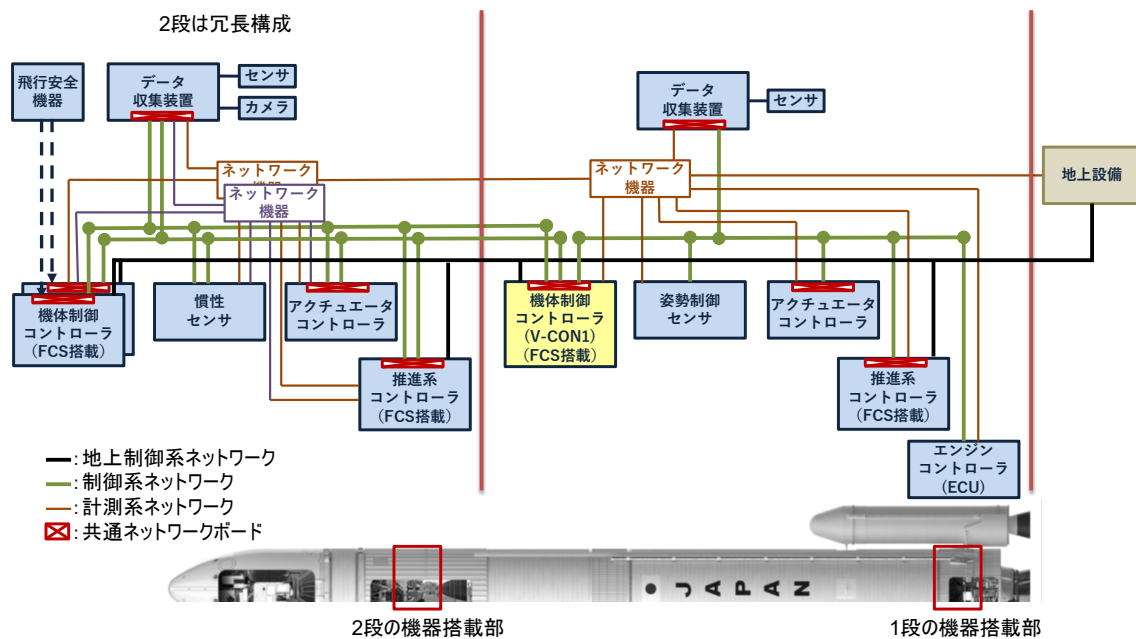 2段は冗長構成
飛行安全
機器
データ
収集装置
センサ
カメラ
データ
収集装置
センサ
ネットワーク
機器
ネットワーク
機器
ネットワーク
機器
地上設備
機体制御
コントローラ
(FCS搭載)
慣性
センサ
アクチュエータ
コントローラ
推進系
コントローラ
(FCS搭載)
機体制御
コントローラ
(V-CON1)
(FCS搭載)
姿勢制御
センサ
アクチュエータ
コントローラ
推進系
コントローラ
(FCS搭載)
エンジン
コントローラ
(ECU)
:地上制御系ネットワーク
:制御系ネットワーク
:計測系ネットワーク
:共通ネットワークボード
JAPAN
2段の機器搭載部
1段の機器搭載部